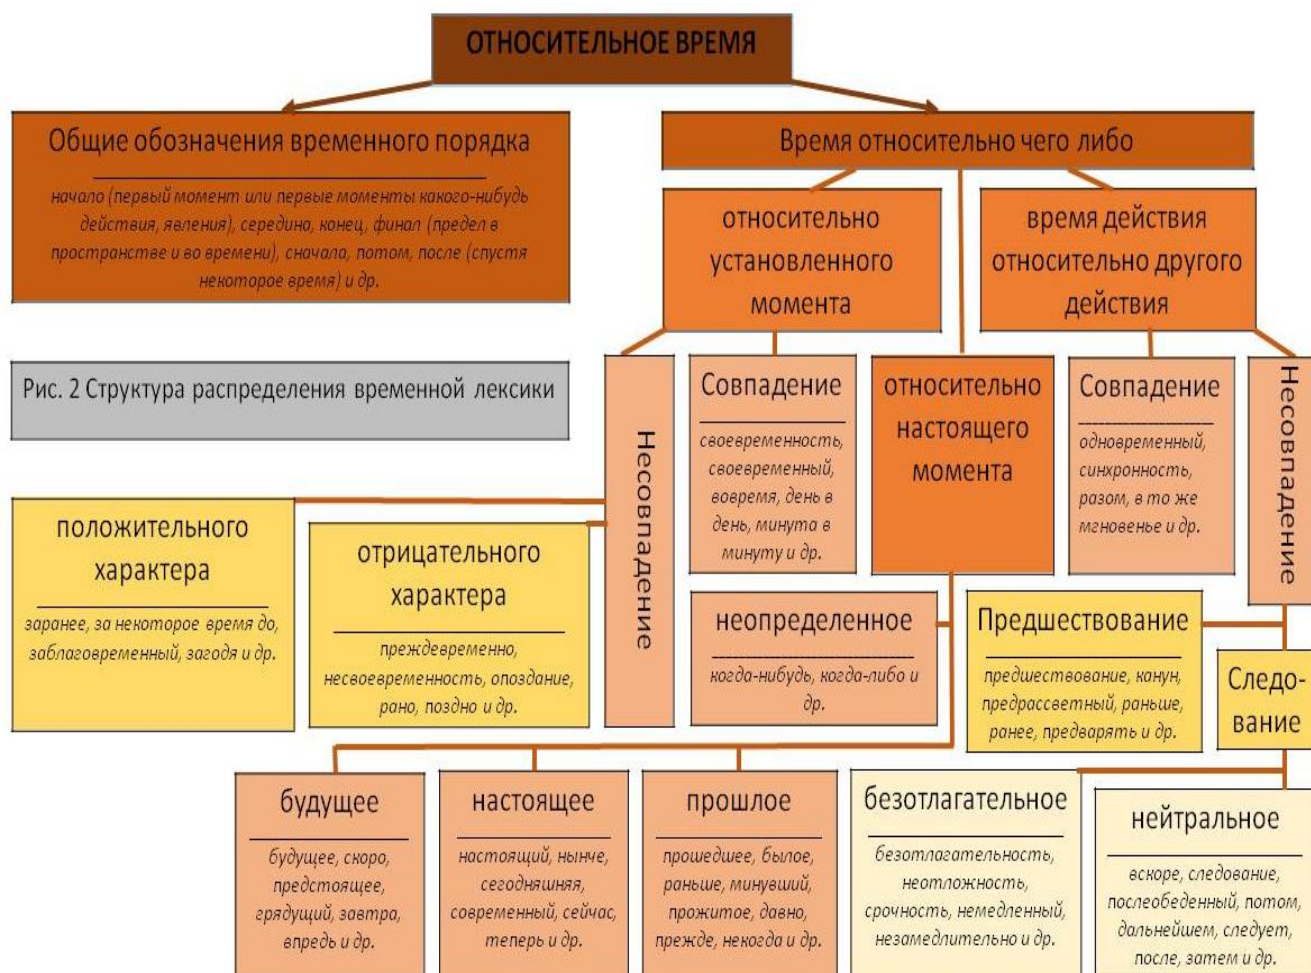 ОТНОСИТЕЛЬНОЕ ВРЕМЯ
Общие обозначения временного порядка
начало (первый момент или первые моменты какого-нибудь
действия, явления), середина, конец, финал (предел в
пространстве и во времени), сначала, потом, после (спустя
некоторое время) и др.
Время относительно чего либо
относительно
установленного
момента
время действия
относительно другого
действия
Рис. 2 Структура распределения временной лексики
Несовпадение
Совпадение
своевременность,
своевременный,
вовремя, день в
день, минута в
минуту и др.
относительно
настоящего
момента
Совпадение
одновременный,
синхронность,
разом, в то же
мгновенье и др.
Несовпадение
положительного
характера
заранее, за некоторое время до,
заблаговременный, загодя и др.
отрицательного
характера
преждевременно,
несвоевременность, опоздание,
рано, поздно и др.
неопределенное
когда-нибудь, когда-либо и
др.
Предшествование
предшествование, канун,
предрассветный, раньше,
ранее, предварять и др.
Следо-
вание
будущее
будущее, скоро,
предстоящее,
грядущий, завтра,
впредь и др.
настоящее
настоящий, нынче,
сегодняшняя,
современный, сейчас,
теперь и др.
прошлое
прошедшее, былое,
раньше, минувший,
прожитое, давно,
прежде, некогда и др.
безотлагательное
безотлагательность,
неотложность,
срочность, немедленный,
незамедлительно и др.
нейтральное
вскоре, следование,
послеобеденный, потом,
дальнейшем, следует,
после, затем и др.